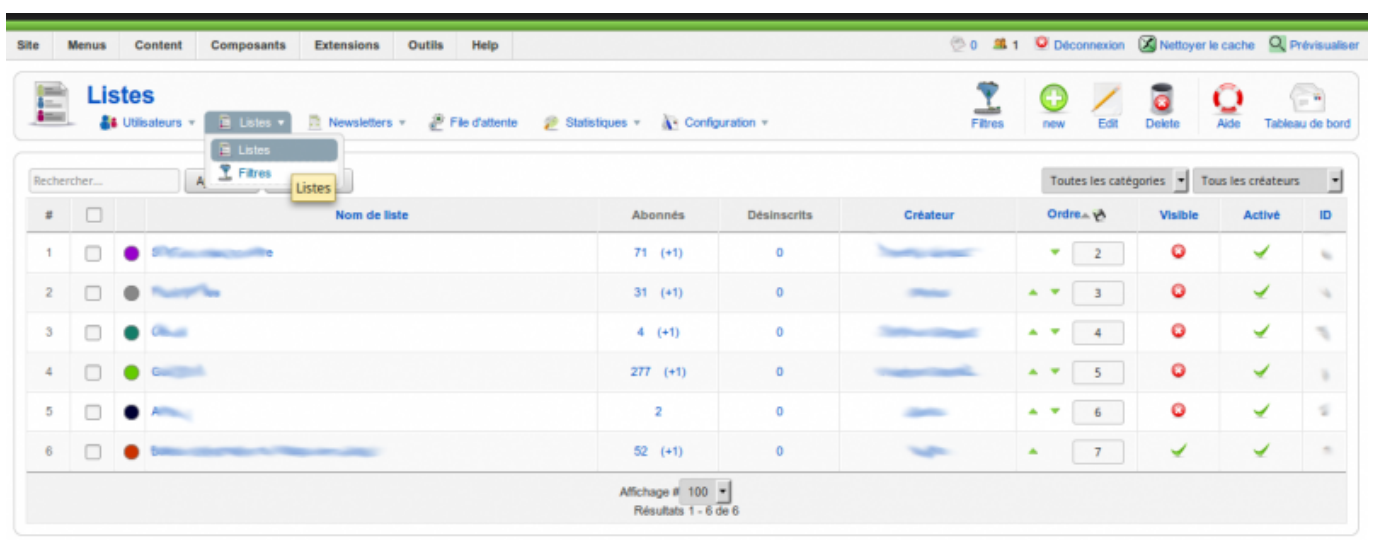 Site Menus Content Composants Extensions Outils Help 0 1 Déconnexion Nettoyer le cache Prévisualiser
Listes
Utilisateurs Listes Newsletters File d'attente Statistiques Configuration
Filtres new Edit Delete Aide Tableau de bord
Listes
Filtres
Listes
Rechercher... Toutes les catégories Tous les créateurs
# Nom de liste Abonnés Désinscrits Créateur Ordre Visible Activé ID
1 71 (+1) 0 2
2 31 (+1) 0 3
3 4 (+1) 0 4
4 277 (+1) 0 5
5 2 0 6
6 52 (+1) 0 7
Affichage # 100
Résultats 1 - 6 de 6